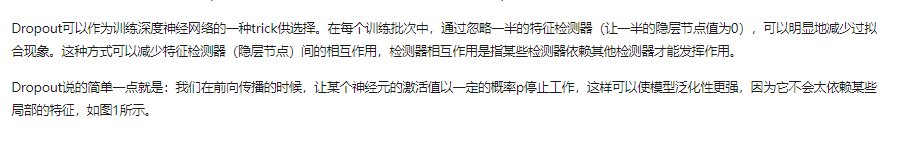 Dropout可以作为训练深度神经网络的一种trick供选择。在每个训练批次中，通过忽略一半的特征检测器（让一半的隐层节点值为0），可以明显地减少过拟
合现象。这种方式可以减少特征检测器（隐层节点）间的相互作用，检测器相互作用是指某些检测器依赖其他检测器才能发挥作用。
Dropout说的简单一点就是：我们在前向传播的时候，让某个神经元的激活值以一定的概率p停止工作，这样可以使模型泛化性更强，因为它不会太依赖某些
局部的特征，如图1所示。